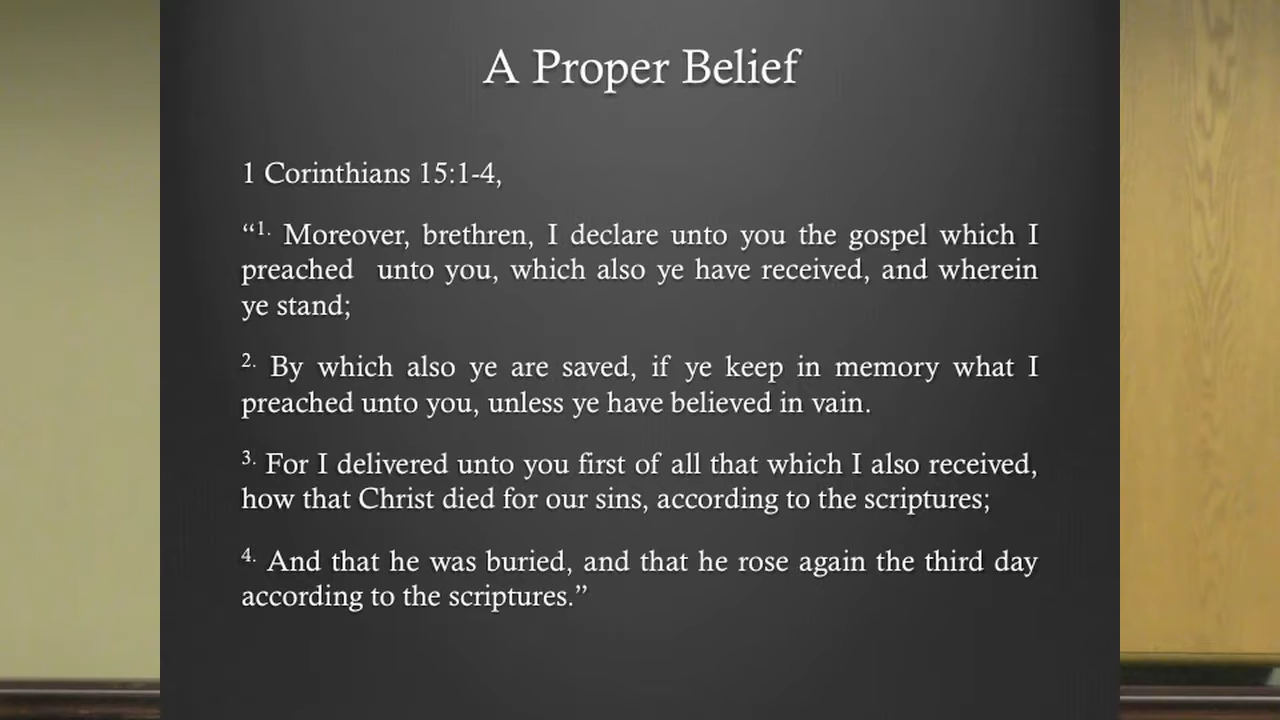 A Proper Belief
1 Corinthians 15:1-4,
“1. Moreover, brethren, I declare unto you the gospel which I
preached unto you, which also ye have received, and wherein
ye stand;
2. By which also ye are saved, if ye keep in memory what I
preached unto you, unless ye have believed in vain.
3. For I delivered unto you first of all that which I also received,
how that Christ died for our sins, according to the scriptures;
4. And that he was buried, and that he rose again the third day
according to the scriptures.”